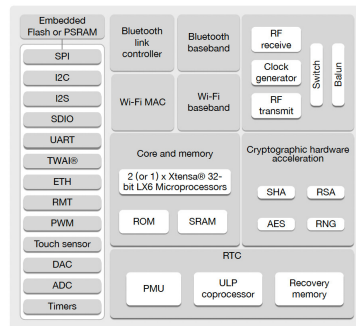 Embedded
Flash or PSRAM
SPI
I2C
I2S
SDIO
UART
TWAI®
ETH
RMT
PWM
Touch sensor
DAC
ADC
Timers
Bluetooth
link
controller
Bluetooth
baseband
Wi-Fi MAC
Wi-Fi
baseband
RF
receive
Clock
generator
RF
transmit
Switch
Balun
Core and memory
2 (or 1) x Xtensa® 32-
bit LX6 Microprocessors
ROM
SRAM
Cryptographic hardware
acceleration
SHA
RSA
AES
RNG
RTC
PMU
ULP
coprocessor
Recovery
memory